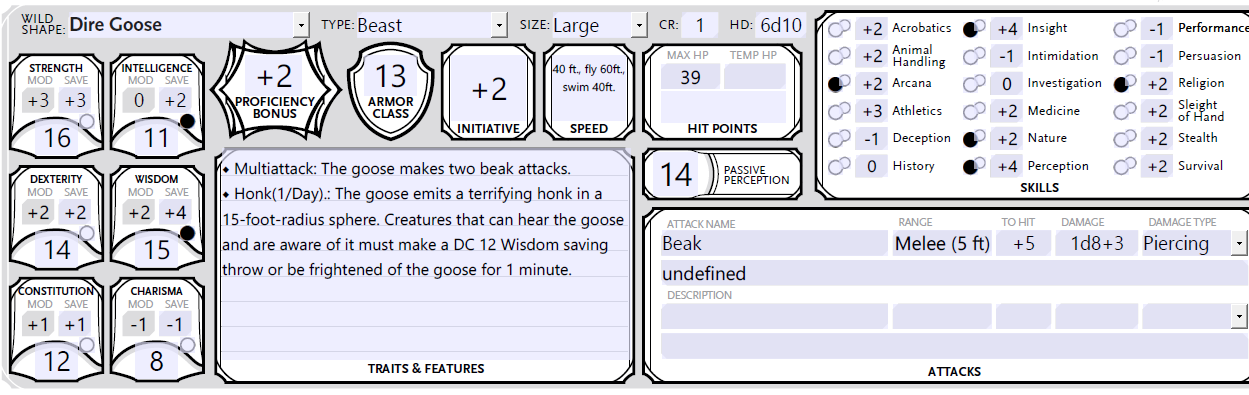 WILD SHAPE: Dire Goose TYPE: Beast SIZE: Large CR: 1 HD: 6d10
STRENGTH
MOD SAVE
+3 +3
16
INTELLIGENCE
MOD SAVE
0 +2
11
DEXTERITY
MOD SAVE
+2 +2
14
WISDOM
MOD SAVE
+2 +4
15
CONSTITUTION
MOD SAVE
+1 +1
12
CHARISMA
MOD SAVE
-1 -1
8
+2
PROFICIENCY
BONUS
13
ARMOR
CLASS
+2
INITIATIVE
40 ft., fly 60ft.,
swim 40ft.
SPEED
MAX HP TEMP HP
39
HIT POINTS
14 PASSIVE
PERCEPTION
⬥ Multiattack: The goose makes two beak attacks.
⬥ Honk(1/Day).: The goose emits a terrifying honk in a
15-foot-radius sphere. Creatures that can hear the goose
and are aware of it must make a DC 12 Wisdom saving
throw or be frightened of the goose for 1 minute.
TRAITS & FEATURES
+2 Acrobatics
+2 Animal
Handling
+2 Arcana
+3 Athletics
-1 Deception
0 History
+4 Insight
-1 Intimidation
0 Investigation
+2 Medicine
+2 Nature
+4 Perception
-1 Performance
-1 Persuasion
+2 Religion
+2 Sleight
of Hand
+2 Stealth
+2 Survival
SKILLS
ATTACK NAME RANGE TO HIT DAMAGE DAMAGE TYPE
Beak Melee (5 ft) +5 1d8+3 Piercing
undefined
DESCRIPTION
ATTACKS